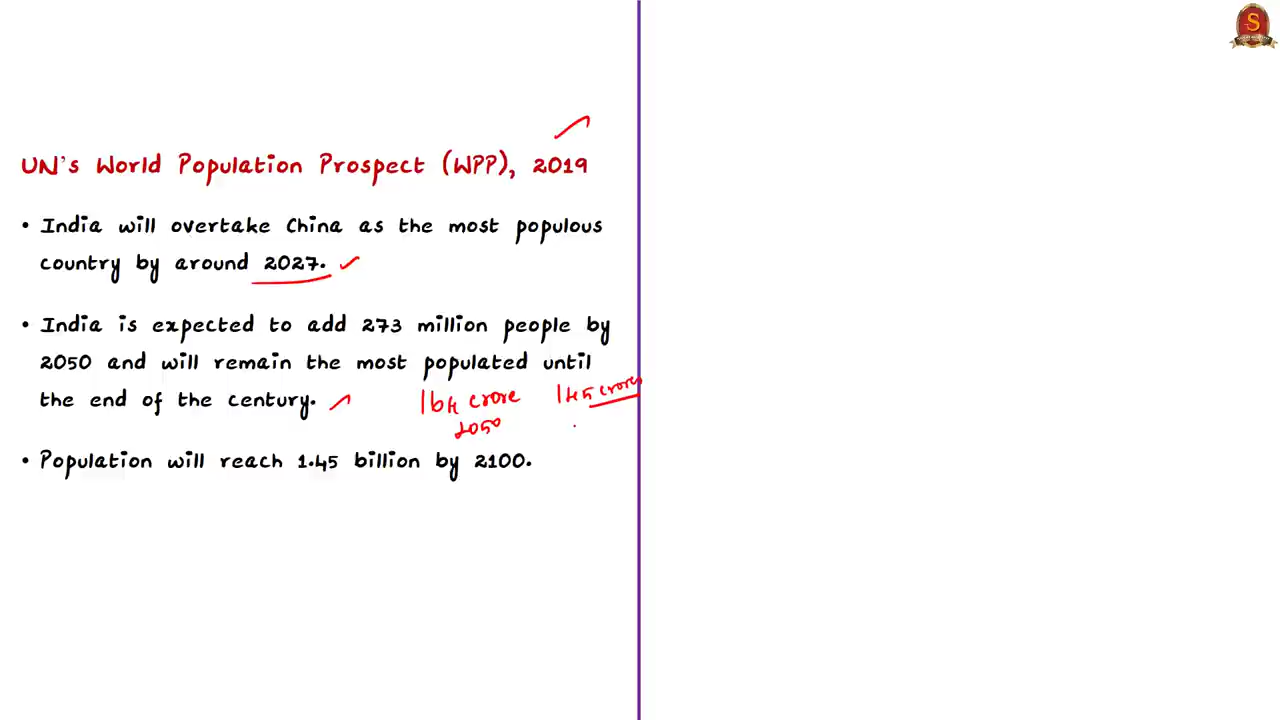 UN's World Population Prospect (WPP), 2019
• India will overtake China as the most populous
country by around 2027.
• India is expected to add 273 million people by
2050 and will remain the most populated until
the end of the century.
164 crore 145 crores
2050
• Population will reach 1.45 billion by 2100.
S